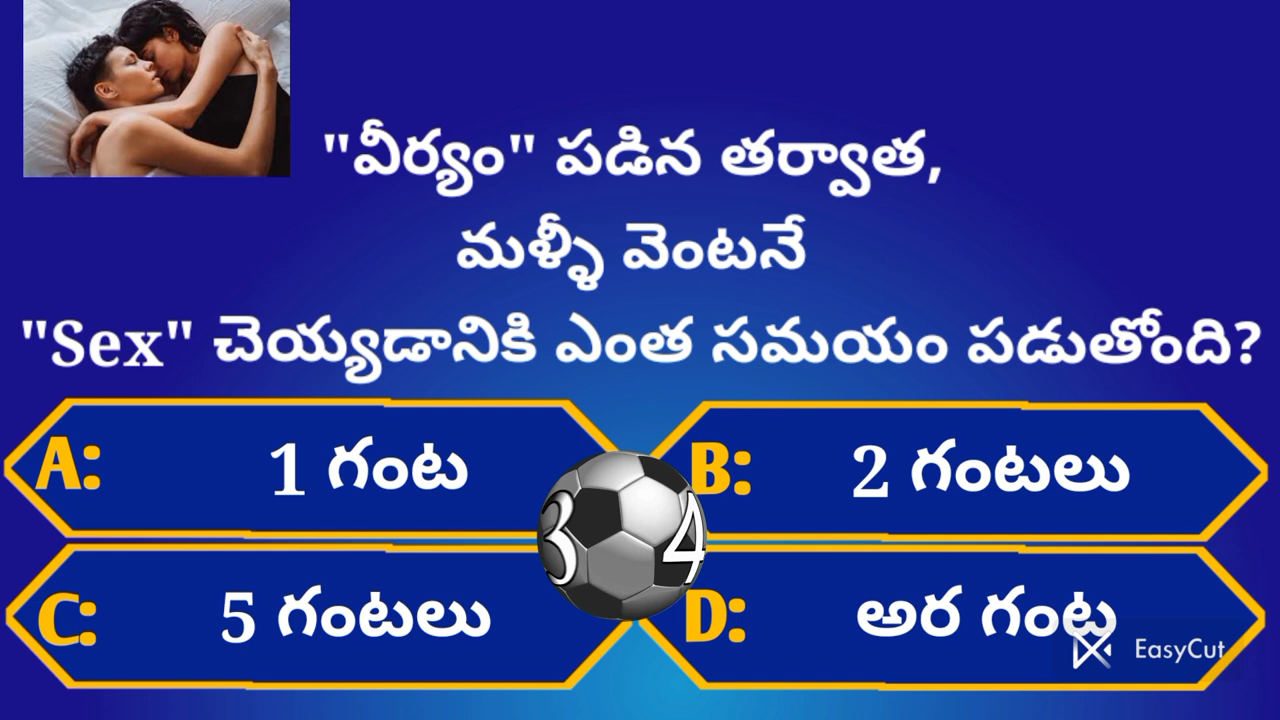 "వీర్యం" పడిన తర్వాత,
మళ్ళీ వెంటనే
"Sex" చెయ్యడానికి ఎంత సమయం పడుతోంది?
A: 1 గంట
B: 2 గంటలు
3 4
C: 5 గంటలు
D: అర గంట
EasyCut